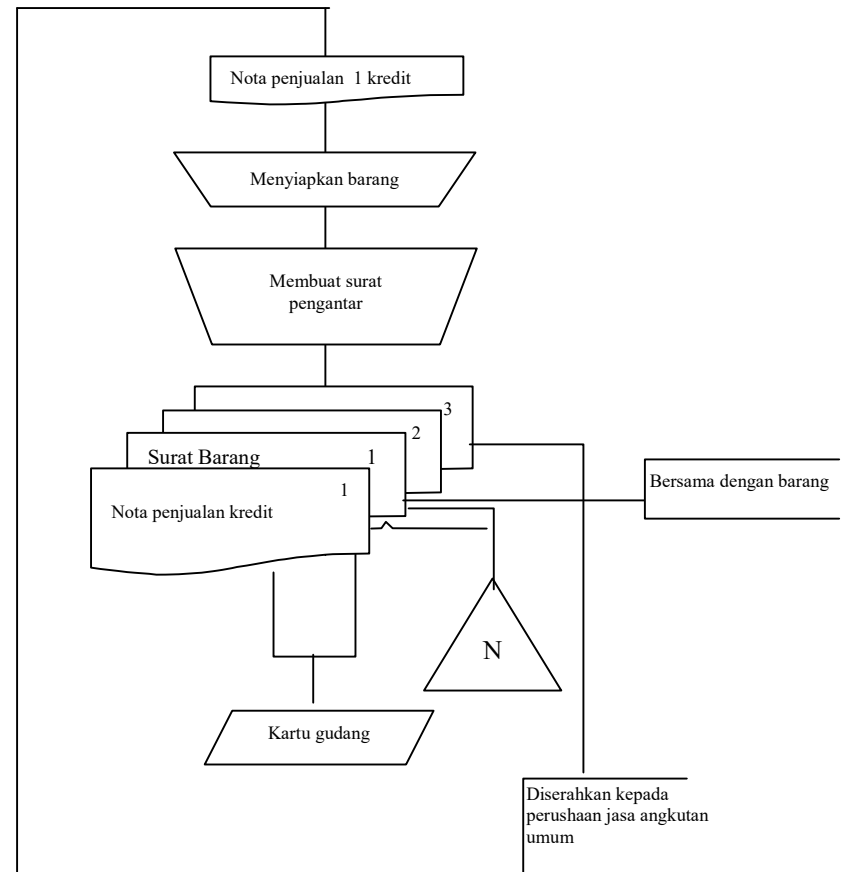 Nota penjualan 1 kredit
Menyiapkan barang
Membuat surat
pengantar
3
2
Surat Barang 1
1
Nota penjualan kredit
Bersama dengan barang
N
Kartu gudang
Diserahkan kepada
perushaan jasa angkutan
umum